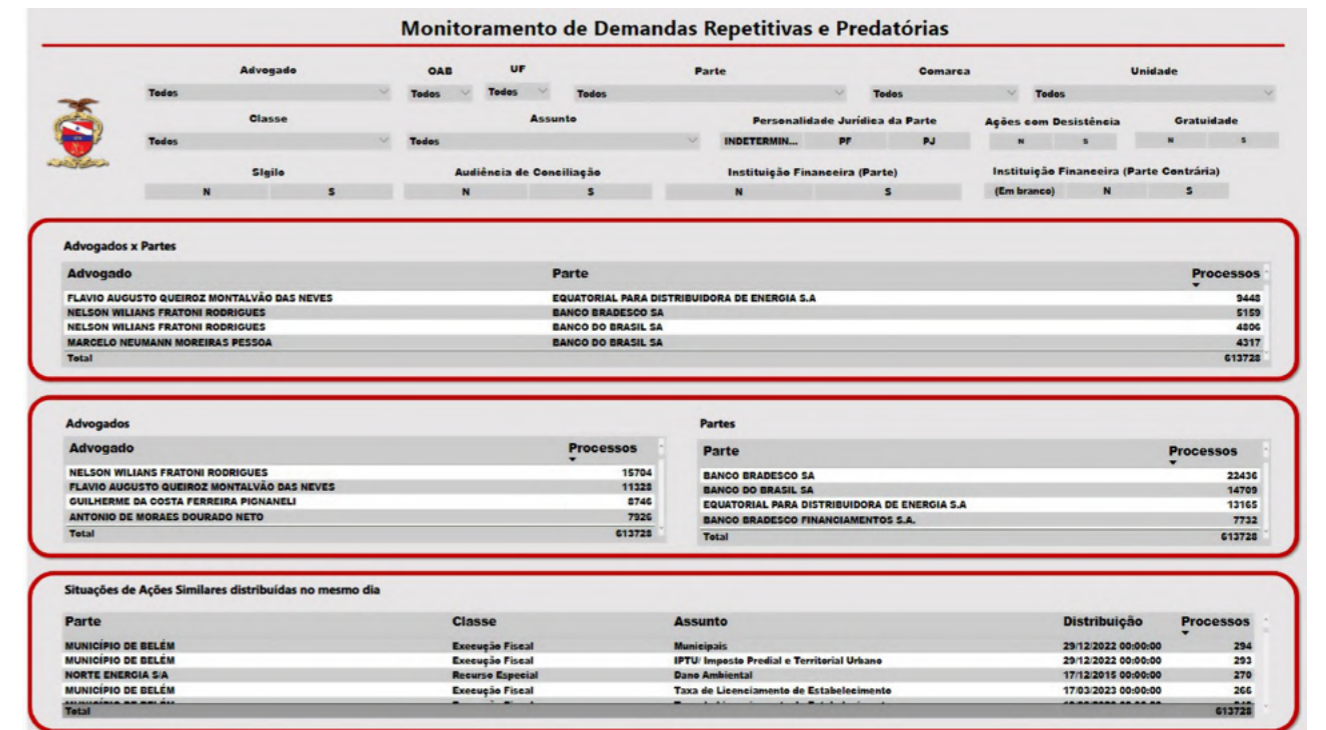 Monitoramento de Demandas Repetitivas e Predatórias
Advogado OAB UF Parte Comarca Unidade
Todos Todos Todos Todos Todos Todos
Classe Assunto Personalidade Jurídica da Parte Ações com Desistência Gratuidade
Todos Todos INDETERMIN... PF PJ N S N S
Sigilo Audiência de Conciliação Instituição Financeira (Parte) Instituição Financeira (Parte Contrária)
N S N S N S (Em branco) N S
Advogados x Partes
Advogado Parte Processos
FLAVIO AUGUSTO QUEIROZ MONTALVÃO DAS NEVES EQUATORIAL PARA DISTRIBUIDORA DE ENERGIA S.A 9448
NELSON WILIANS FRATONI RODRIGUES BANCO BRADESCO SA 5159
NELSON WILIANS FRATONI RODRIGUES BANCO DO BRASIL SA 4806
MARCELO NEUMANN MOREIRAS PESSOA BANCO DO BRASIL SA 4317
Total 613728
Advogados
Advogado Processos
NELSON WILIANS FRATONI RODRIGUES 15704
FLAVIO AUGUSTO QUEIROZ MONTALVÃO DAS NEVES 11328
GUILHERME DA COSTA FERREIRA PIGNANELI 8746
ANTONIO DE MORAES DOURADO NETO 7926
Total 613728
Partes
Parte Processos
BANCO BRADESCO SA 22436
BANCO DO BRASIL SA 14709
EQUATORIAL PARA DISTRIBUIDORA DE ENERGIA S.A 13165
BANCO BRADESCO FINANCIAMENTOS S.A. 7732
Total 613728
Situações de Ações Similares distribuídas no mesmo dia
Parte Classe Assunto Distribuição Processos
MUNICÍPIO DE BELÉM Execução Fiscal Municipais 29/12/2022 00:00:00 294
MUNICÍPIO DE BELÉM Execução Fiscal IPTU/ Imposto Predial e Territorial Urbano 29/12/2022 00:00:00 293
NORTE ENERGIA S/A Recurso Especial Dano Ambiental 17/12/2015 00:00:00 270
MUNICÍPIO DE BELÉM Execução Fiscal Taxa de Licenciamento de Estabelecimento 17/03/2023 00:00:00 266
Total 613728